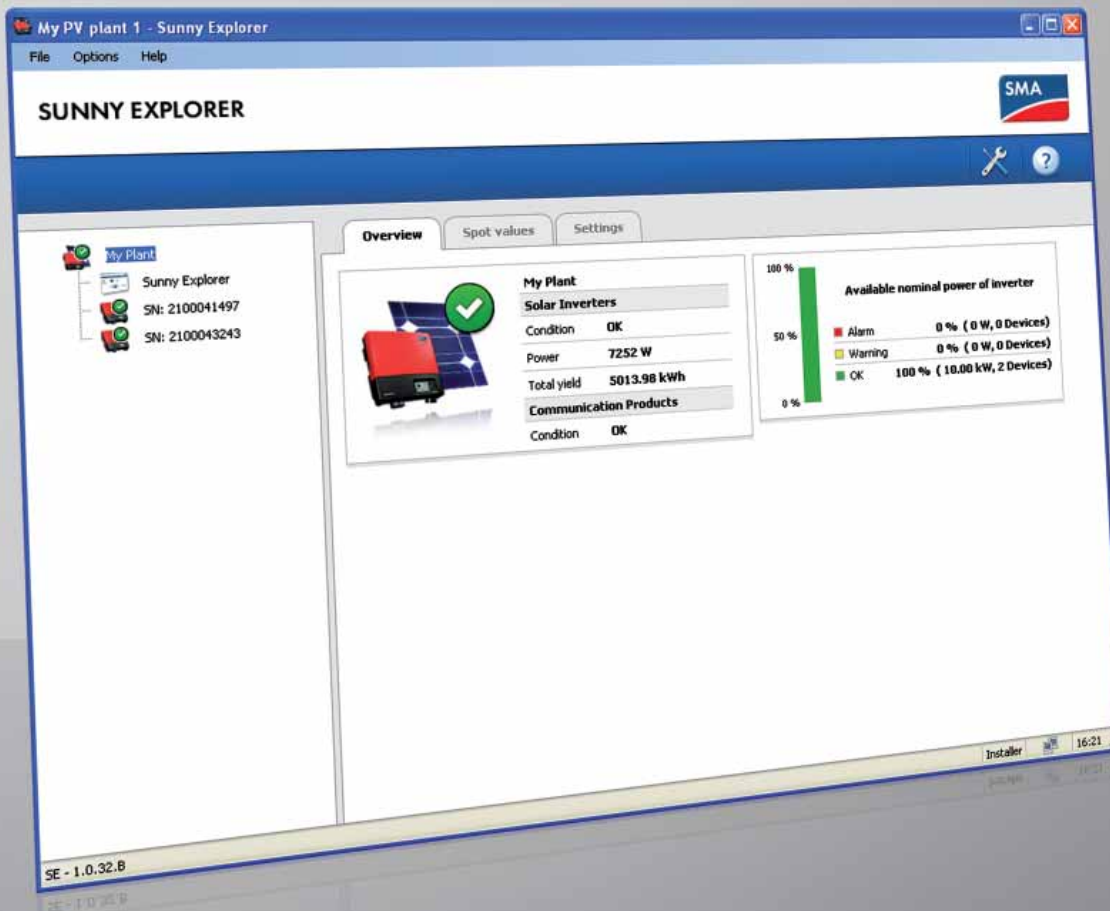 My PV plant 1 - Sunny Explorer
File Options Help
SUNNY EXPLORER
SMA
?
My Plant
Sunny Explorer
SN: 2100041497
SN: 2100043243
Overview Spot values Settings
My Plant
Solar Inverters
Condition OK
Power 7252 W
Total yield 5013.98 kWh
Communication Products
Condition OK
100 %
50 %
0 %
Available nominal power of inverter
Alarm 0 % ( 0 W, 0 Devices)
Warning 0 % ( 0 W, 0 Devices)
OK 100 % ( 10.00 kW, 2 Devices)
Installer 16:21
SE - 1.0.32.B